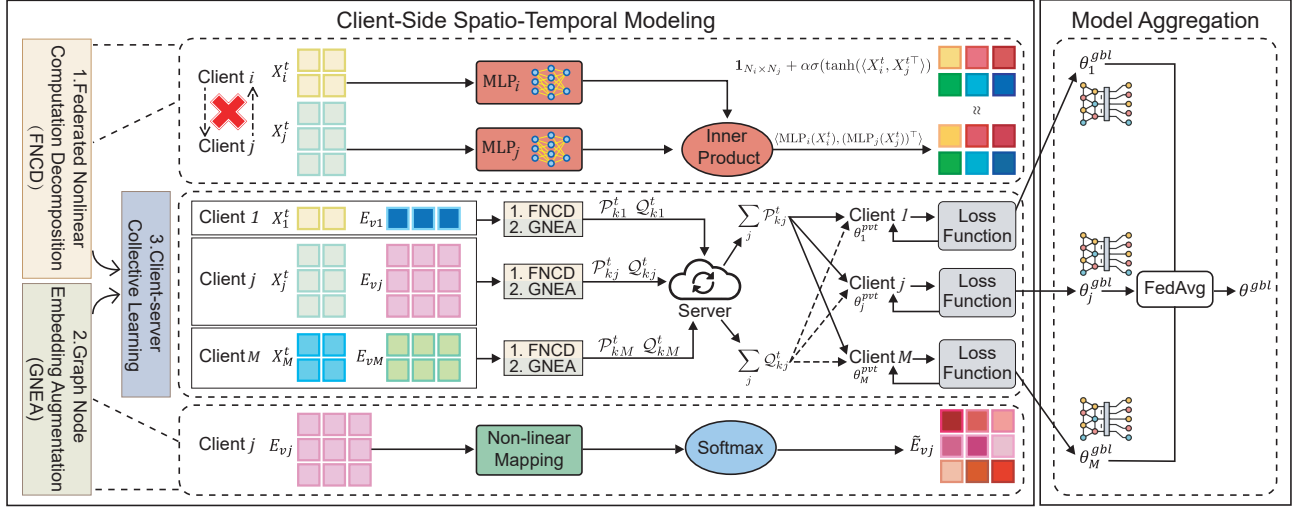 Client-Side Spatio-Temporal Modeling
Model Aggregation
1.Federated Nonlinear
Computation Decomposition
(FNCD)
2.Graph Node
Embedding Augmentation
(GNEA)
3.Client-server
Collective Learning
Client i
Client j
X_i^t
X_j^t
MLP_i
MLP_j
Inner
Product
1_{N_i×N_j} + ασ(tanh(⟨X_i^t, X_j^{t⊤}⟩)
≈
⟨MLP_i(X_i^t), (MLP_j(X_j^t))^⊤⟩
Client 1 X_1^t E_{v1}
1. FNCD
2. GNEA
P_{k1}^t Q_{k1}^t
Client j X_j^t E_{vj}
1. FNCD
2. GNEA
P_{kj}^t Q_{kj}^t
Client M X_M^t E_{vM}
1. FNCD
2. GNEA
P_{kM}^t Q_{kM}^t
Server
∑_j P_{kj}^t
∑_j Q_{kj}^t
Client 1
θ_1^{pvt}
Loss
Function
Client j
θ_j^{pvt}
Loss
Function
Client M
θ_M^{pvt}
Loss
Function
Client j E_{vj}
Non-linear
Mapping
Softmax
Ẽ_{vj}
θ_1^{gbl}
θ_j^{gbl}
FedAvg
θ^{gbl}
θ_M^{gbl}